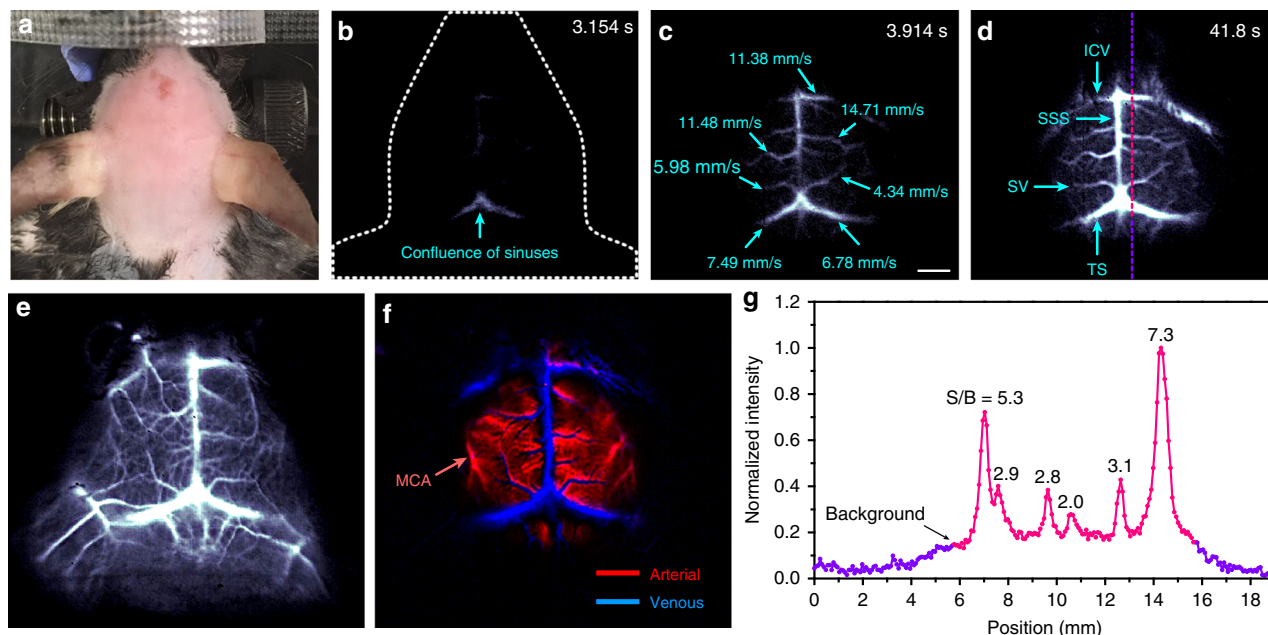 a
b
3.154 s
Confluence of sinuses
c
3.914 s
11.38 mm/s
14.71 mm/s
11.48 mm/s
5.98 mm/s
4.34 mm/s
7.49 mm/s
6.78 mm/s
d
41.8 s
ICV
SSS
SV
TS
e
f
MCA
Arterial
Venous
g
1.2
1.0
0.8
0.6
0.4
0.2
0.0
Normalized intensity
7.3
S/B = 5.3
2.9
2.8
2.0
3.1
Background
0 2 4 6 8 10 12 14 16 18
Position (mm)